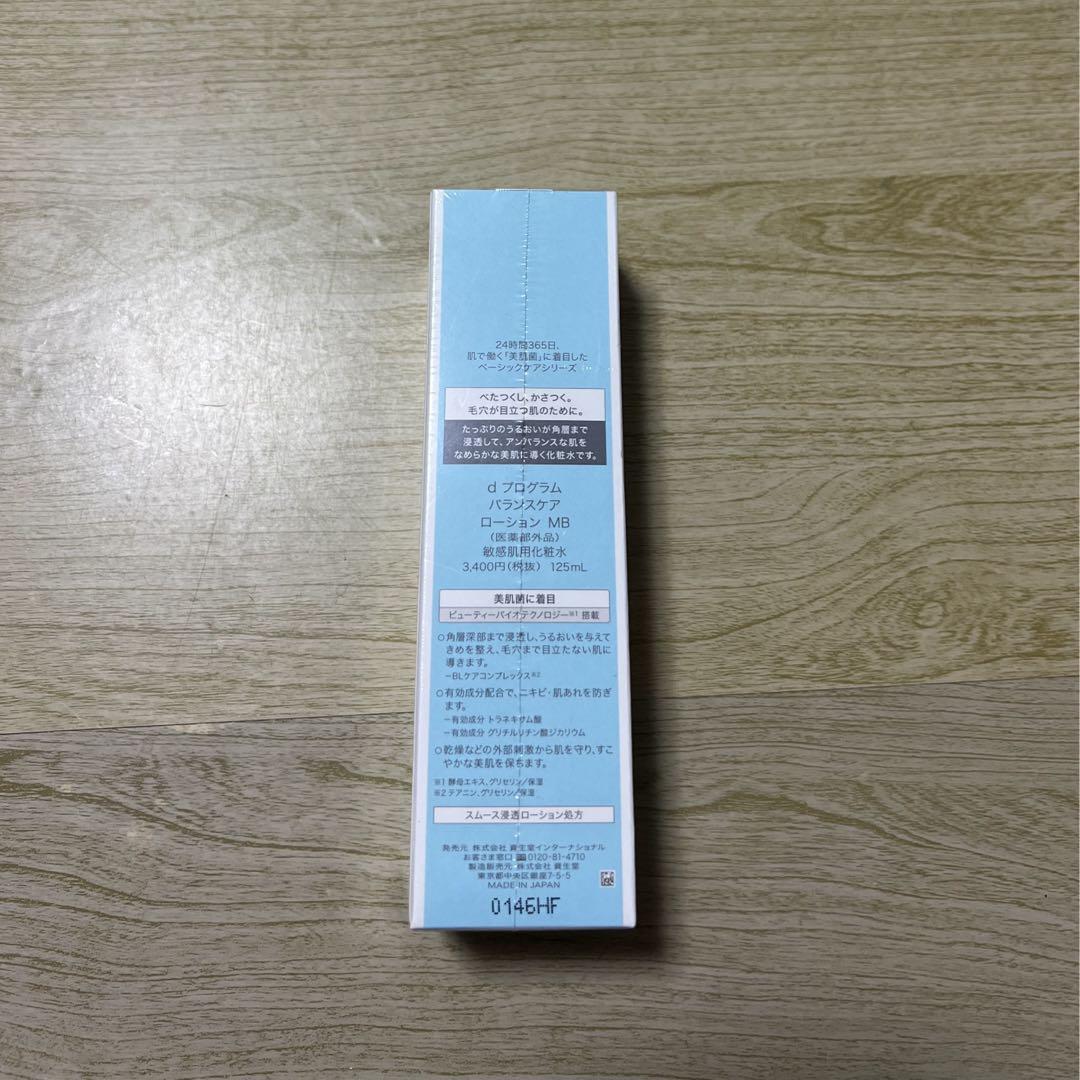 24時間365日、
肌で働く「美肌菌」に着目した
ベーシックケアシリーズ
べたつくし、かさつく。
毛穴が目立つ肌のために。
たっぷりのうるおいが角層まで
浸透して、アンバランスな肌を
なめらかな美肌に導く化粧水です。
d プログラム
バランスケア
ローション MB
(医薬部外品)
敏感肌用化粧水
3,400円(税抜) 125mL
美肌菌に着目
ビューティーバイオテクノロジー※1 搭載
○角層深部まで浸透し、うるおいを与えて
きめを整え、毛穴まで目立たない肌に
導きます。
−BLケアコンプレックス※2
○有効成分配合で、ニキビ・肌あれを防ぎ
ます。
−有効成分 トラネキサム酸
−有効成分 グリチルリチン酸ジカリウム
○乾燥などの外部刺激から肌を守り、すこ
やかな美肌を保ちます。
※1 酵母エキス、グリセリン/保湿
※2 テアニン、グリセリン/保湿
スムース浸透ローション処方
発売元 株式会社 資生堂インターナショナル
お客さま窓口 0120-81-4710
製造販売元 株式会社 資生堂
東京都中央区銀座7-5-5
MADE IN JAPAN
0146HF